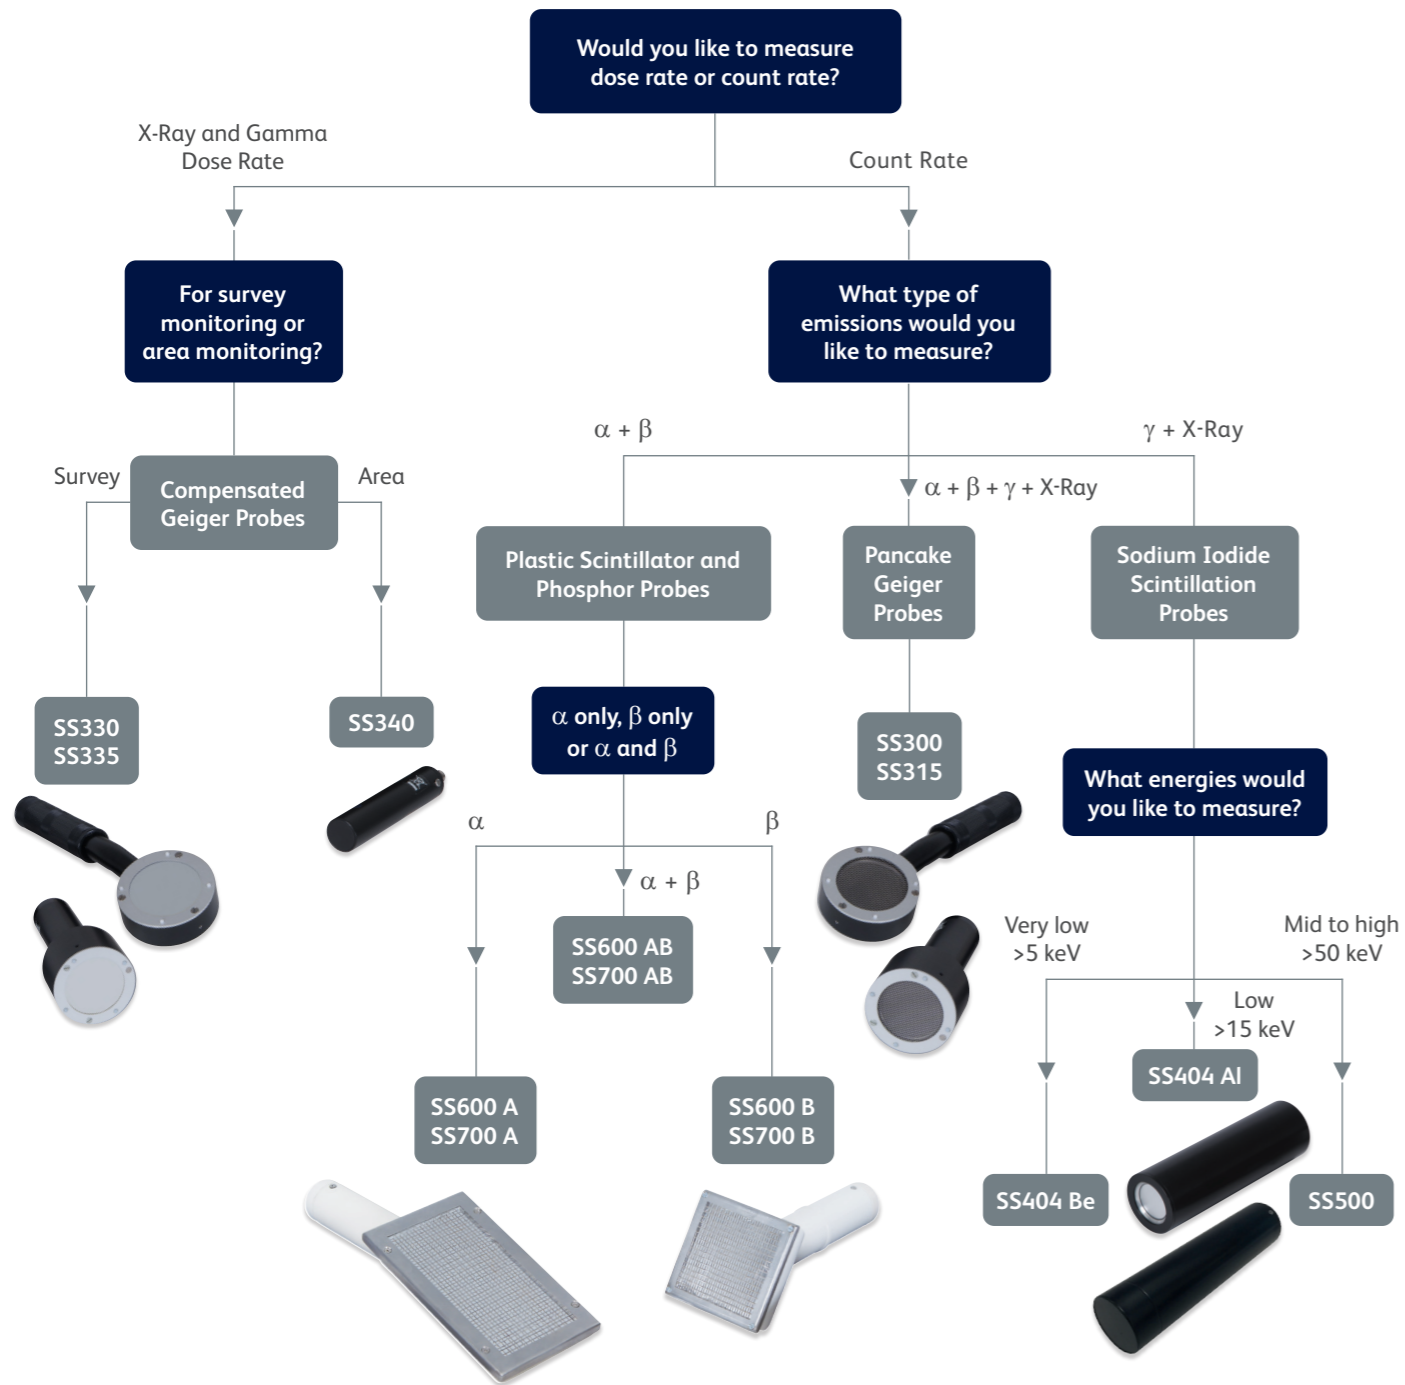 Would you like to measure
dose rate or count rate?
X-Ray and Gamma
Dose Rate
Count Rate
For survey
monitoring or
area monitoring?
What type of
emissions would you
like to measure?
α + β
γ + X-Ray
α + β + γ + X-Ray
Survey
Compensated
Geiger Probes
Area
Plastic Scintillator and
Phosphor Probes
Pancake
Geiger
Probes
Sodium Iodide
Scintillation
Probes
SS330
SS335
SS340
α only, β only
or α and β
SS300
SS315
What energies would
you like to measure?
α
β
α + β
SS600 AB
SS700 AB
Very low
>5 keV
Low
>15 keV
Mid to high
>50 keV
SS404 Al
SS600 A
SS700 A
SS600 B
SS700 B
SS404 Be
SS500